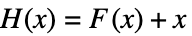 H(x) = F(x) + x